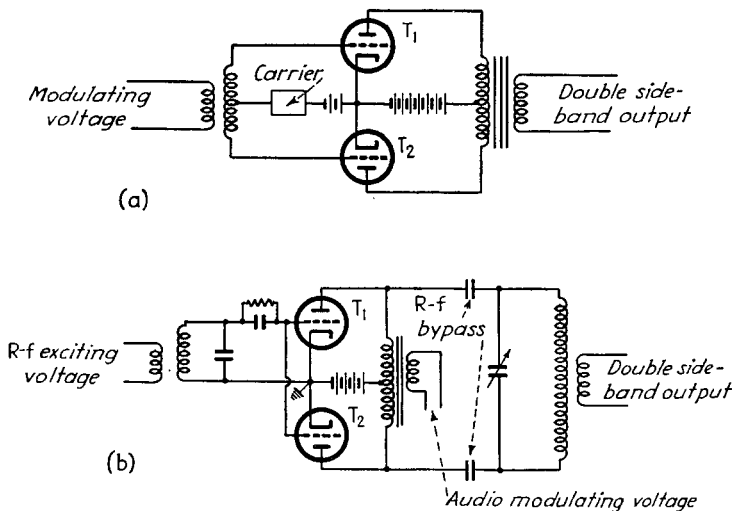 T1
Carrier
Modulating
voltage
Double side-
band output
T2
(a)
T1
R-f
bypass
R-f exciting
voltage
Double side-
band output
T2
(b)
Audio modulating voltage